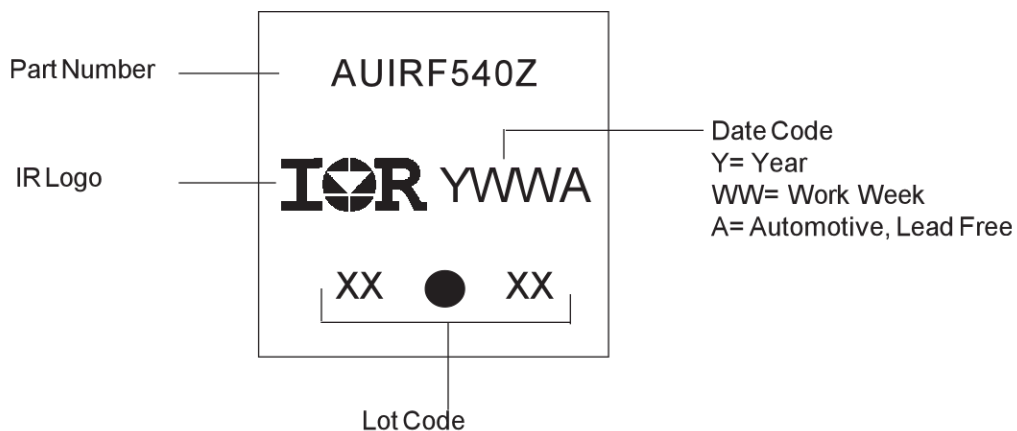 Part Number
AUIRF540Z
IR Logo
IOR YWWA
Date Code
Y= Year
WW= Work Week
A= Automotive, Lead Free
XX XX
Lot Code